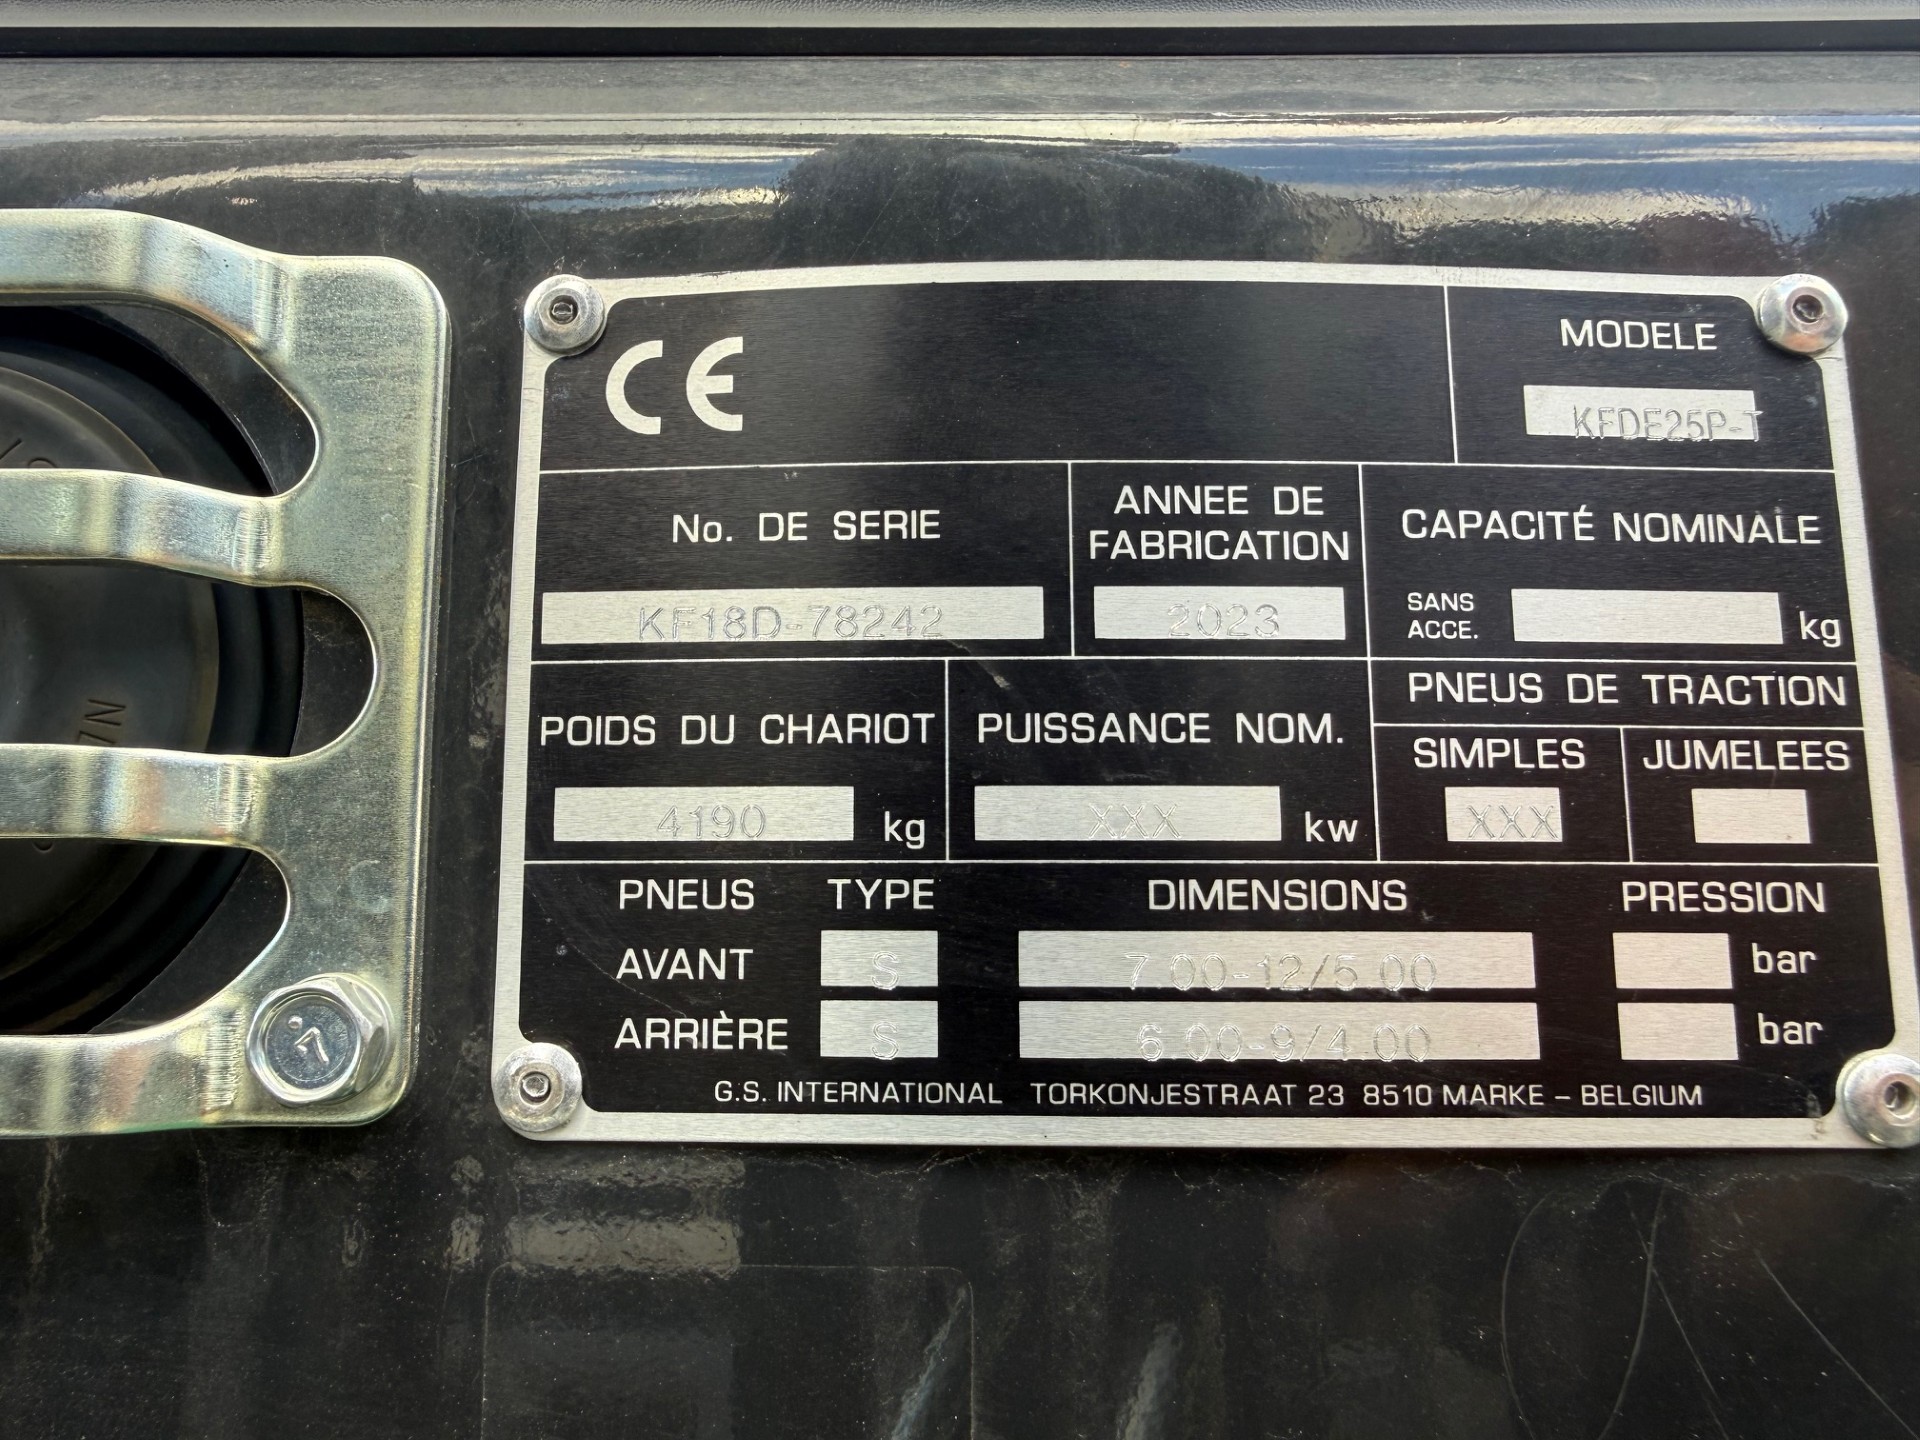 CE
MODELE
KFDE25P-T
No. DE SERIE
KF18D-78242
ANNEE DE
FABRICATION
2023
CAPACITÉ NOMINALE
SANS
ACCE.
kg
POIDS DU CHARIOT
4190 kg
PUISSANCE NOM.
XXX kw
PNEUS DE TRACTION
SIMPLES
XXX
JUMELEES
PNEUS TYPE DIMENSIONS PRESSION
AVANT S 7.00-12/5.00 bar
ARRIÈRE S 6.00-9/4.00 bar
G.S. INTERNATIONAL TORKONJESTRAAT 23 8510 MARKE – BELGIUM
7